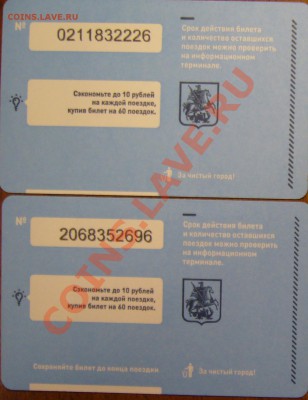 COINS.LAVE.RU
№
0211832226
Срок действия билета
и количество оставшихся
поездок можно проверить
на информационном
терминале.
Сэкономьте до 10 рублей
на каждой поездке,
купив билет на 60 поездок.
За чистый город!
COINS.LAVE.RU
№
2068352696
Срок действия билета
и количество оставшихся
поездок можно проверить
на информационном
терминале.
Сэкономьте до 10 рублей
на каждой поездке,
купив билет на 60 поездок.
Сохраняйте билет до конца поездки
За чистый город!